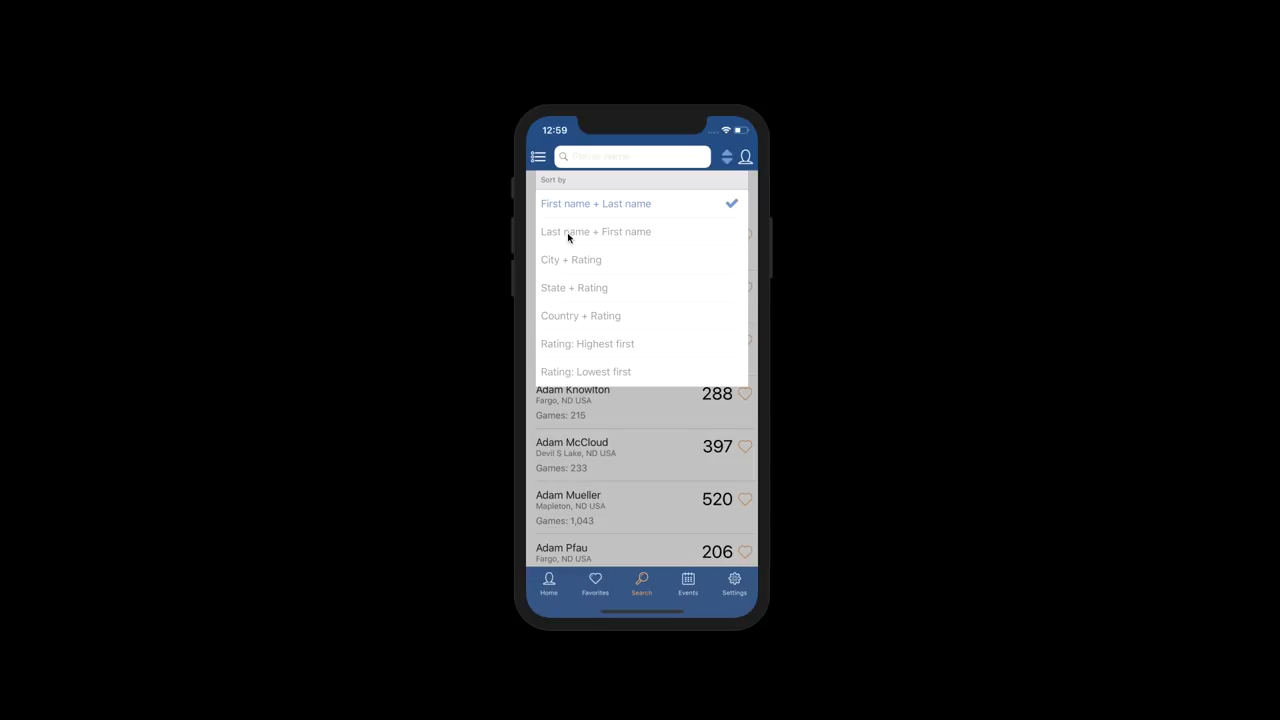 12:59
Player name
Sort by
First name + Last name
Last name + First name
City + Rating
State + Rating
Country + Rating
Rating: Highest first
Rating: Lowest first
Adam Knowlton
288
Fargo, ND USA
Games: 215
Adam McCloud
397
Devil S Lake, ND USA
Games: 233
Adam Mueller
520
Mapleton, ND USA
Games: 1,043
Adam Pfau
206
Fargo, ND USA
Home
Favorites
Search
Events
Settings